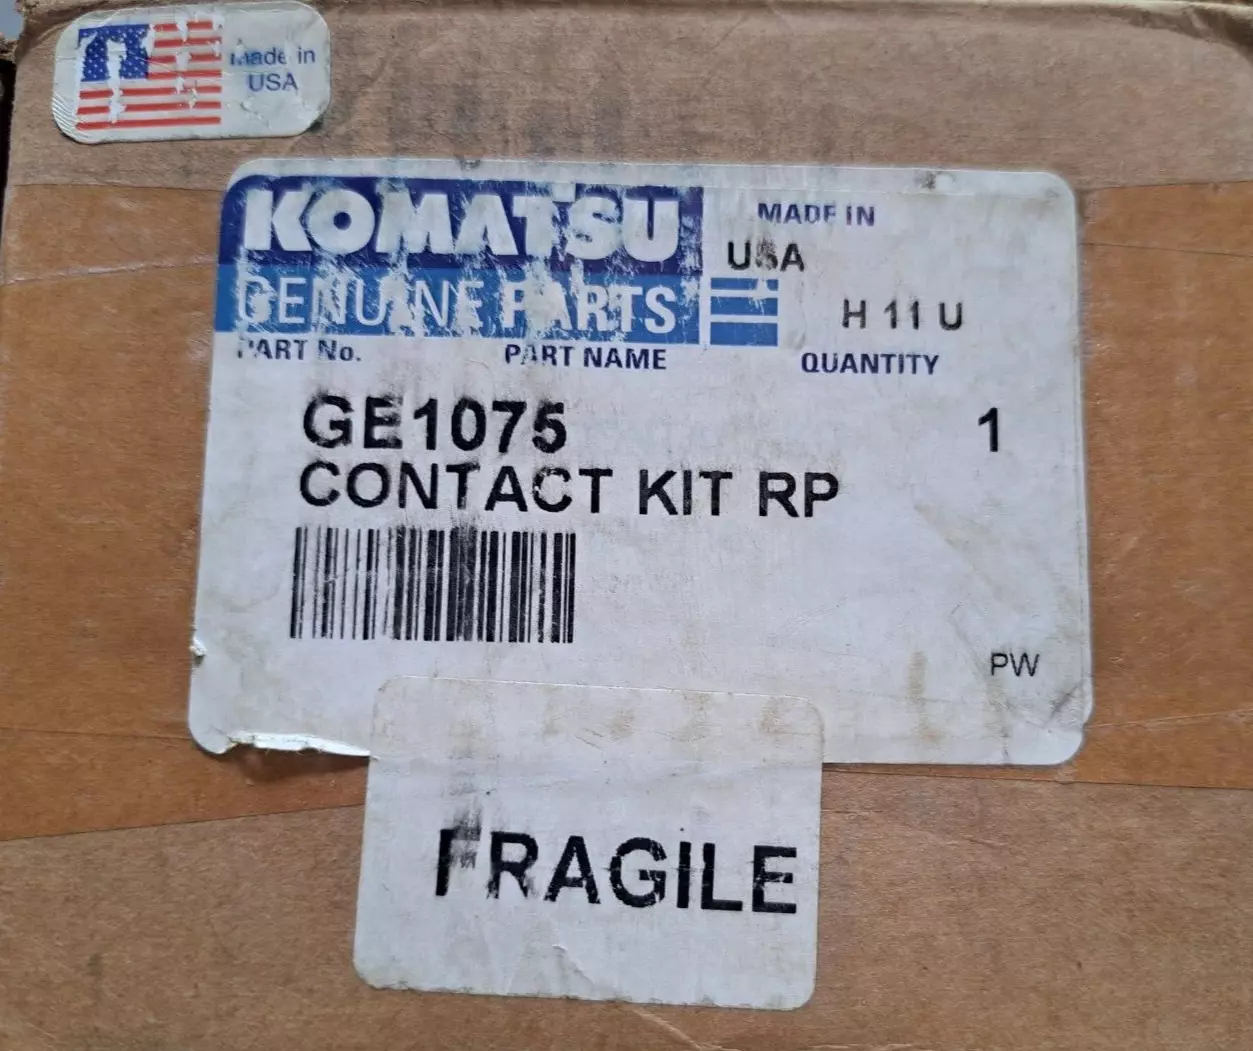 made in
USA
KOMATSU
GENUINE PARTS
MADE IN
USA
H 11 U
PART No. PART NAME QUANTITY
GE1075 1
CONTACT KIT RP
PW
FRAGILE